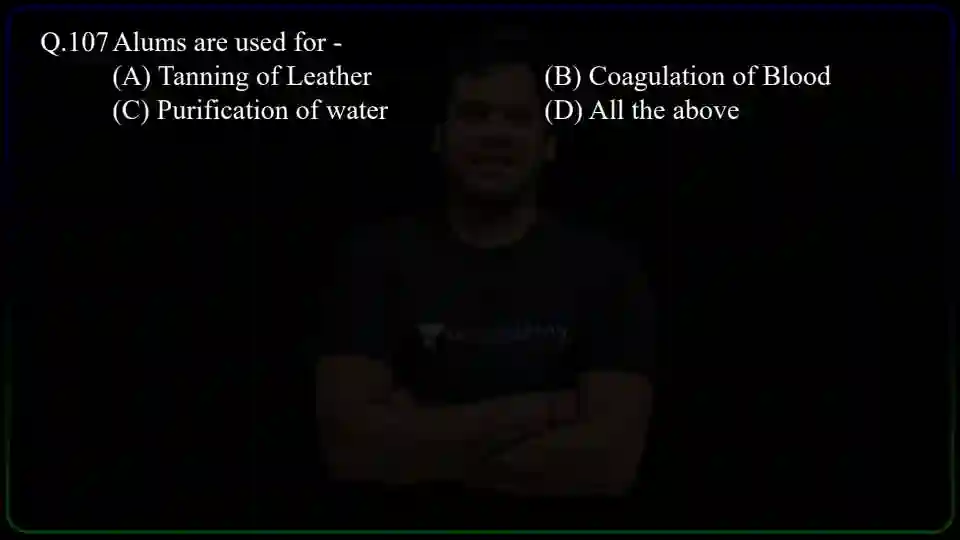 Q.107 Alums are used for -
(A) Tanning of Leather (B) Coagulation of Blood
(C) Purification of water (D) All the above